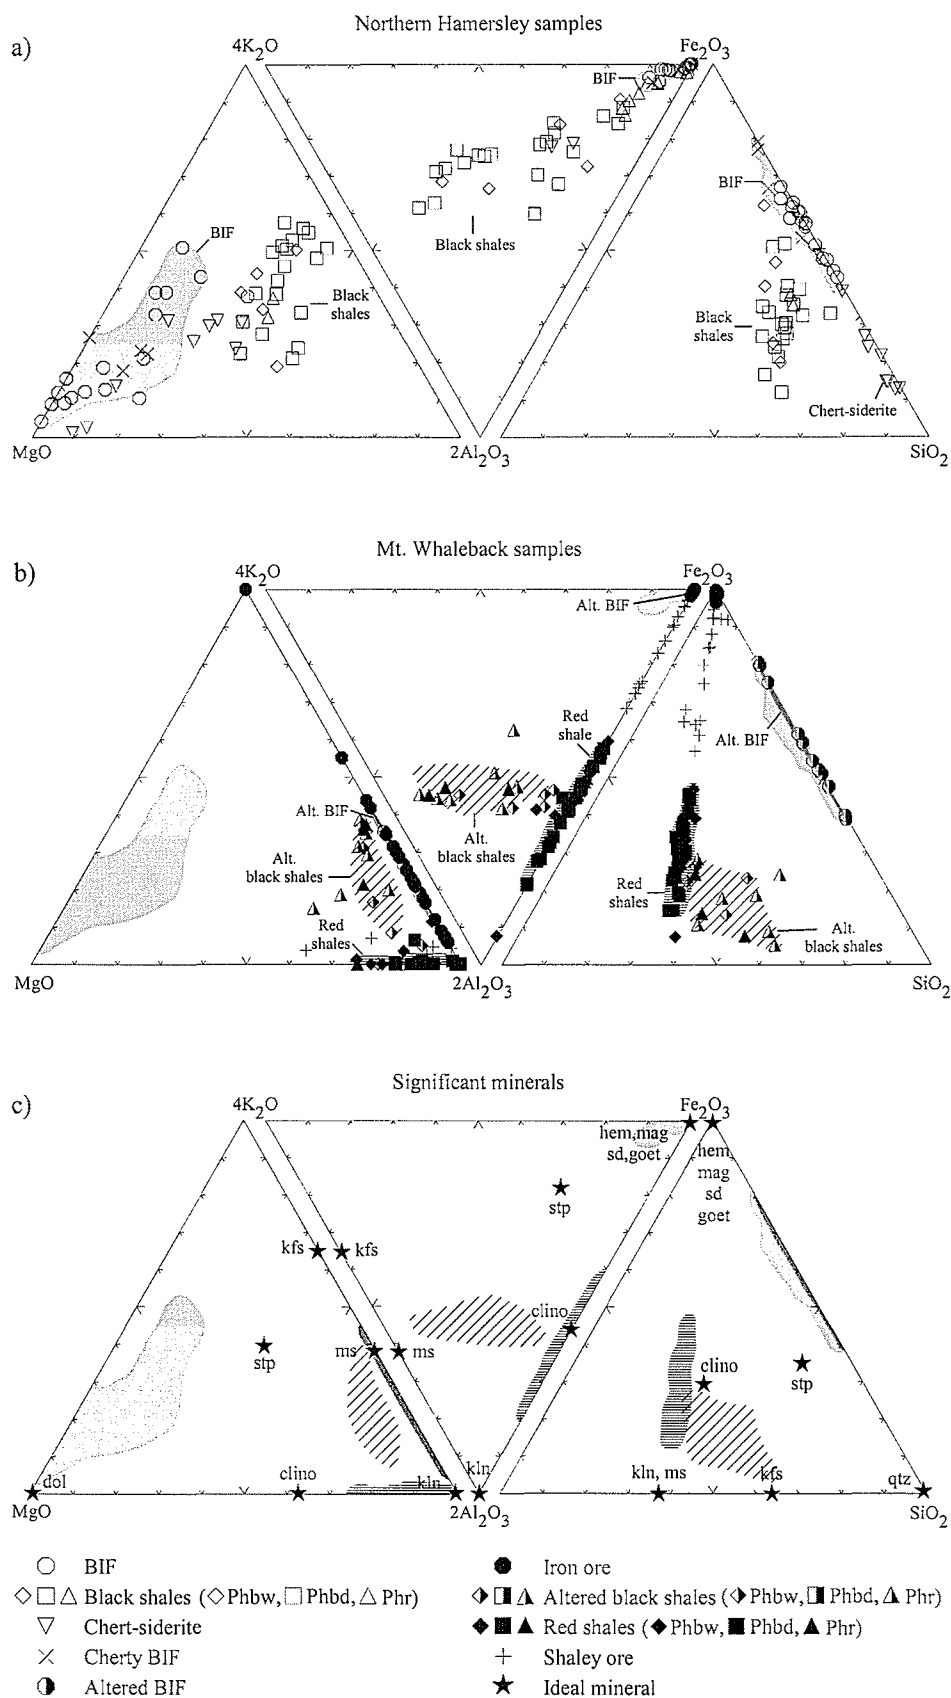 Northern Hamersley samples
a)
4K₂O
Fe₂O₃
BIF
BIF
BIF
Black shales
Black
shales
Black
shales
Chert-siderite
MgO
2Al₂O₃
SiO₂
Mt. Whaleback samples
b)
4K₂O
Fe₂O₃
Alt. BIF
Red
shale
Alt. BIF
Alt. BIF
Alt.
black shales
Alt.
black shales
Red
shales
Red
shales
Alt.
black shales
MgO
2Al₂O₃
SiO₂
Significant minerals
c)
4K₂O
Fe₂O₃
hem,mag
sd,goet
hem
mag
sd
goet
stp
kfs
kfs
clino
ms
ms
stp
clino
stp
dol
clino
kln
kln
kln, ms
kfs
qtz
MgO
2Al₂O₃
SiO₂
BIF
Iron ore
Black shales (Phbw, Phbd, Phr)
Altered black shales (Phbw, Phbd, Phr)
Chert-siderite
Red shales (Phbw, Phbd, Phr)
Cherty BIF
Shaley ore
Altered BIF
Ideal mineral